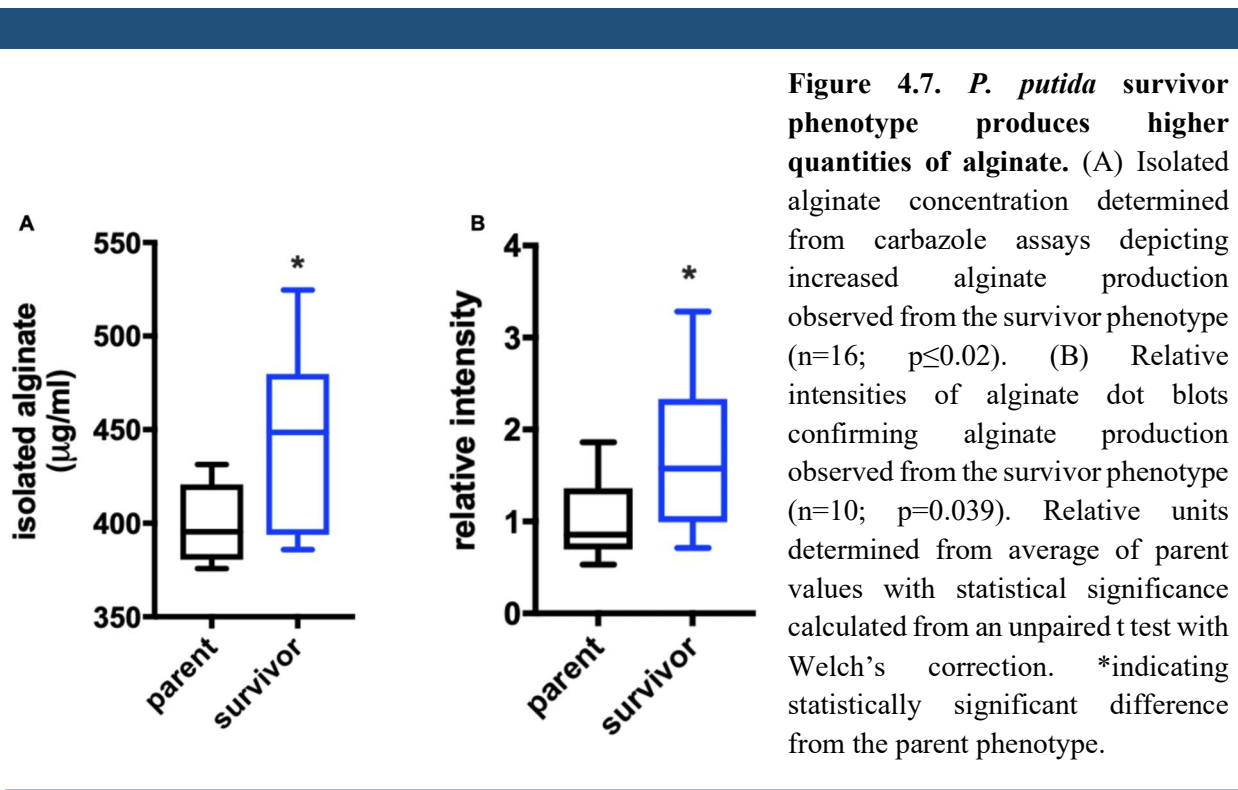 A
550
500
450
400
350
isolated alginate
(µg/ml)
parent
survivor
*
B
4
3
2
1
0
relative intensity
parent
survivor
*
Figure 4.7. P. putida survivor
phenotype produces higher
quantities of alginate. (A) Isolated
alginate concentration determined
from carbazole assays depicting
increased alginate production
observed from the survivor phenotype
(n=16; p≤0.02). (B) Relative
intensities of alginate dot blots
confirming alginate production
observed from the survivor phenotype
(n=10; p=0.039). Relative units
determined from average of parent
values with statistical significance
calculated from an unpaired t test with
Welch’s correction. *indicating
statistically significant difference
from the parent phenotype.